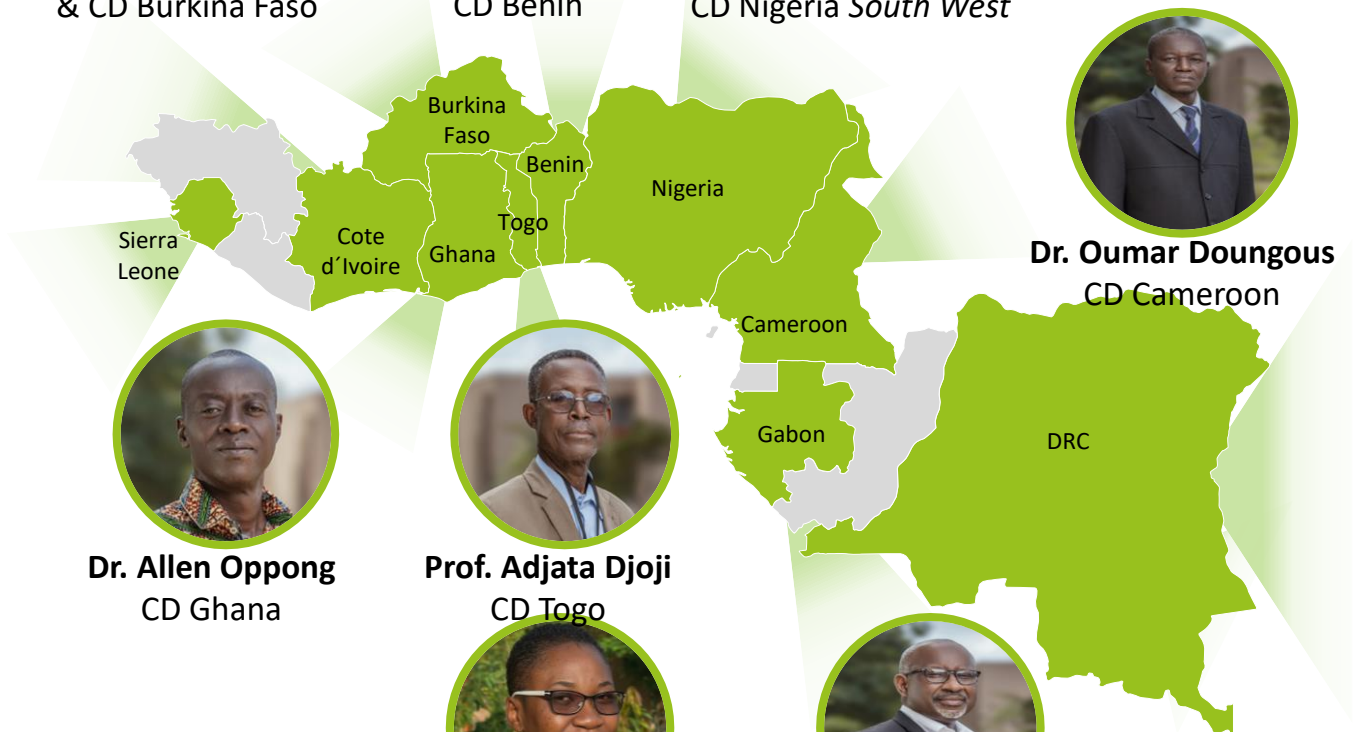 & CD Burkina Faso
CD Benin
CD Nigeria South West
Burkina
Faso
Benin
Nigeria
Togo
Sierra
Leone
Cote
d´Ivoire
Ghana
Dr. Oumar Doungous
CD Cameroon
Cameroon
Gabon
DRC
Dr. Allen Oppong
CD Ghana
Prof. Adjata Djoji
CD Togo